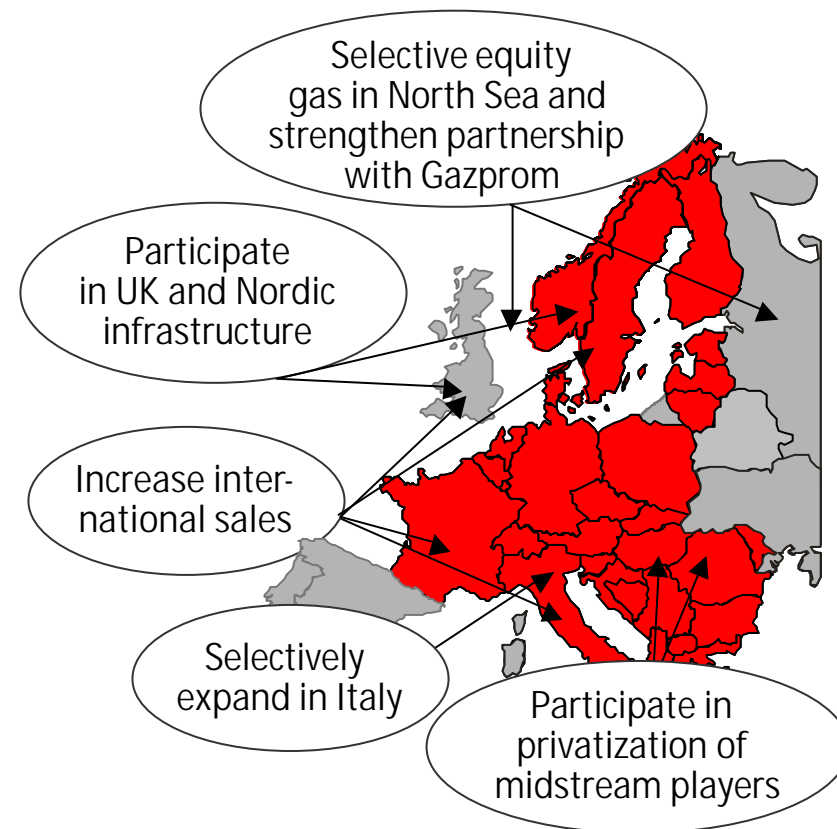 Selective equity
gas in North Sea and
strengthen partnership
with Gazprom
Participate
in UK and Nordic
infrastructure
Increase inter-
national sales
Selectively
expand in Italy
Participate in
privatization of
midstream players